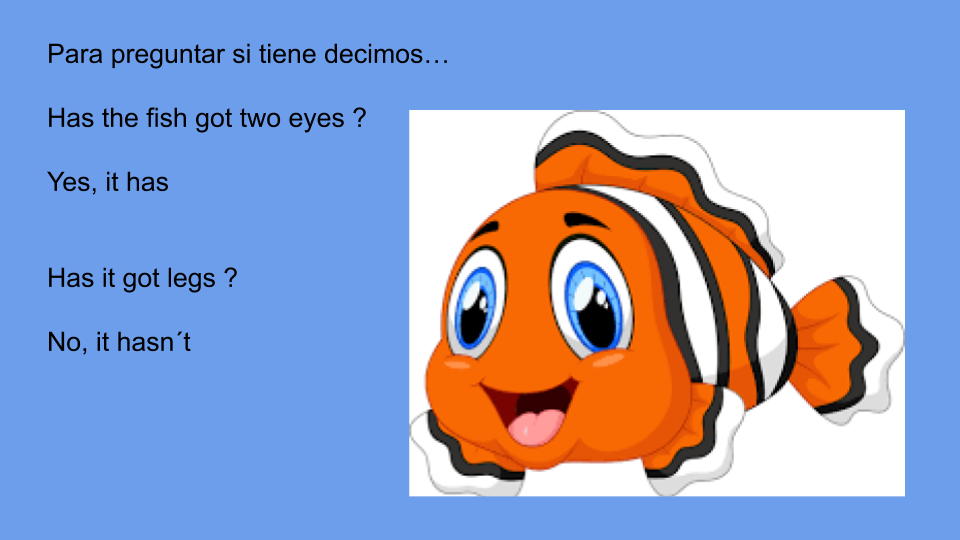 Para preguntar si tiene decimos…
Has the fish got two eyes ?
Yes, it has
Has it got legs ?
No, it hasn´t